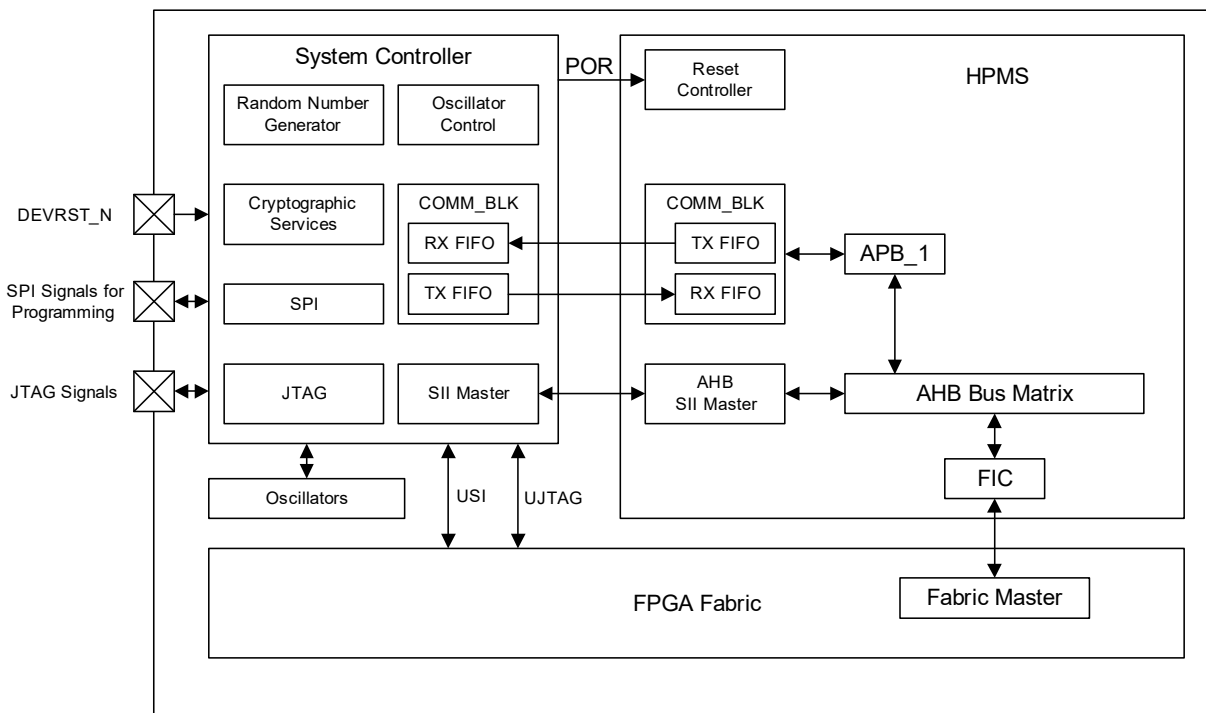 System Controller
POR
Reset
Controller
HPMS
Random Number
Generator
Oscillator
Control
DEVRST_N
Cryptographic
Services
COMM_BLK
RX FIFO
TX FIFO
COMM_BLK
TX FIFO
RX FIFO
APB_1
SPI Signals for
Programming
SPI
JTAG Signals
JTAG
SII Master
AHB
SII Master
AHB Bus Matrix
FIC
Oscillators
USI
UJTAG
FPGA Fabric
Fabric Master